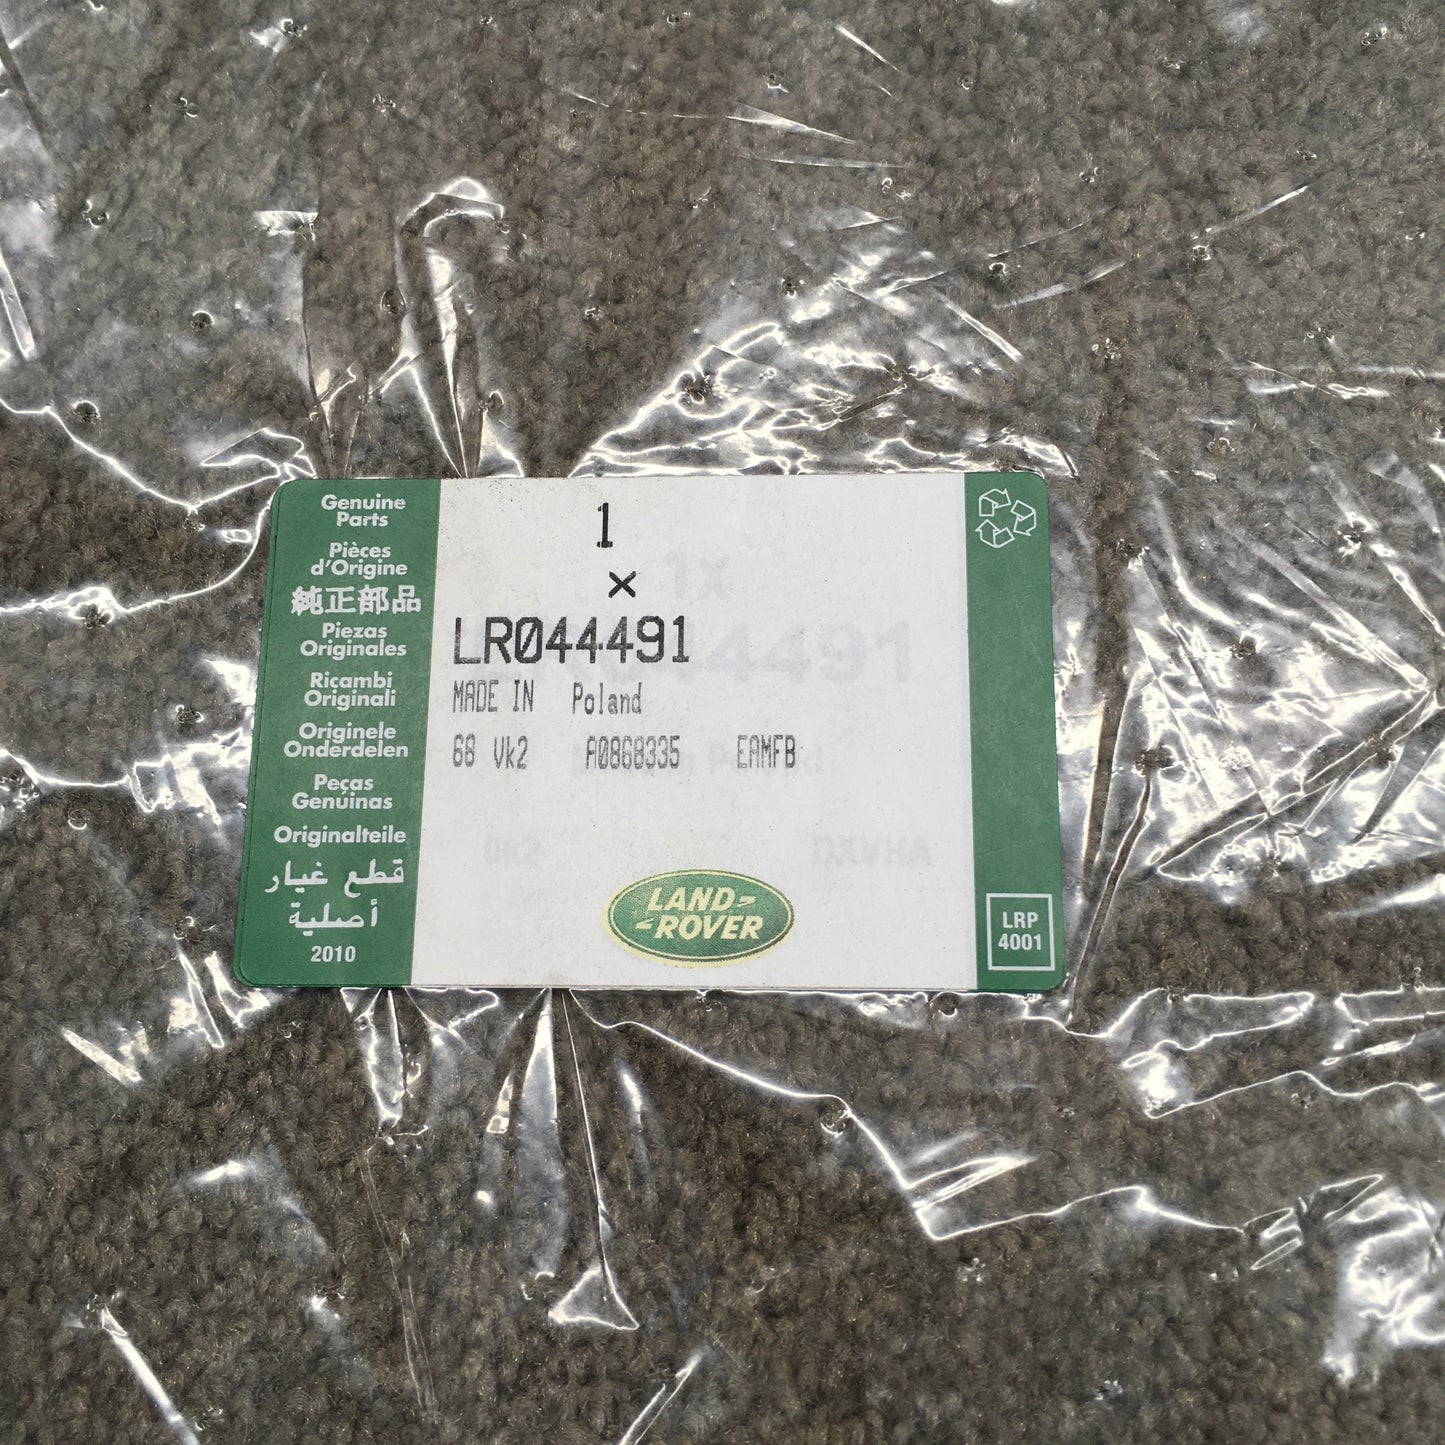 Genuine
Parts
Pièces
d'Origine
純正部品
Piezas
Originales
Ricambi
Originali
Originele
Onderdelen
Peças
Genuinas
Originalteile
قطع غيار
أصلية
2010
1
x
LR044491
MADE IN Poland
68 Vk2 A0868335 EAMFB
LAND-
-ROVER
LRP
4001